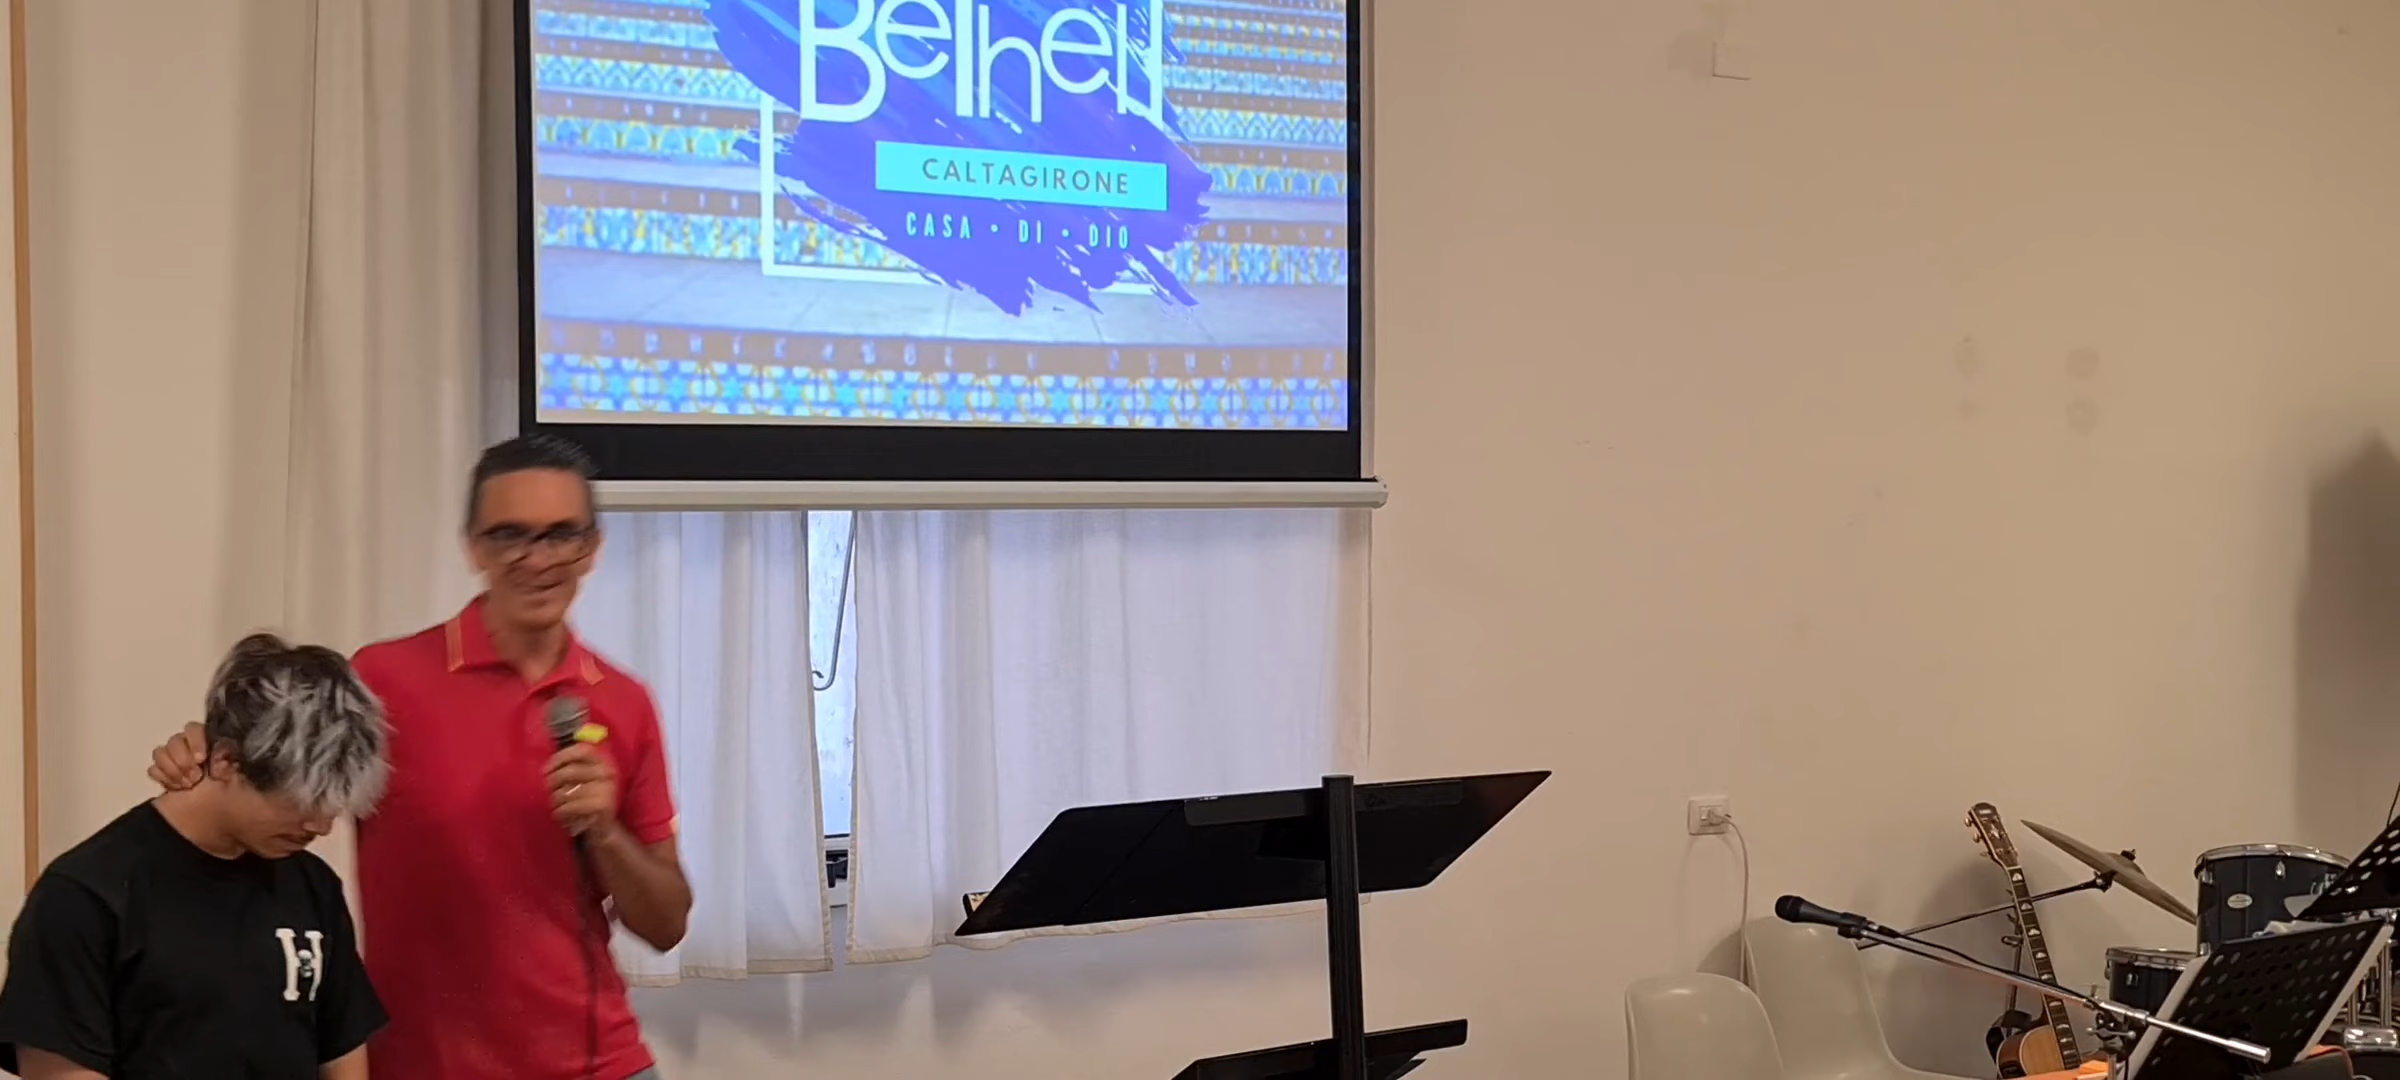 Bethel
CALTAGIRONE
CASA • DI • DIO
H